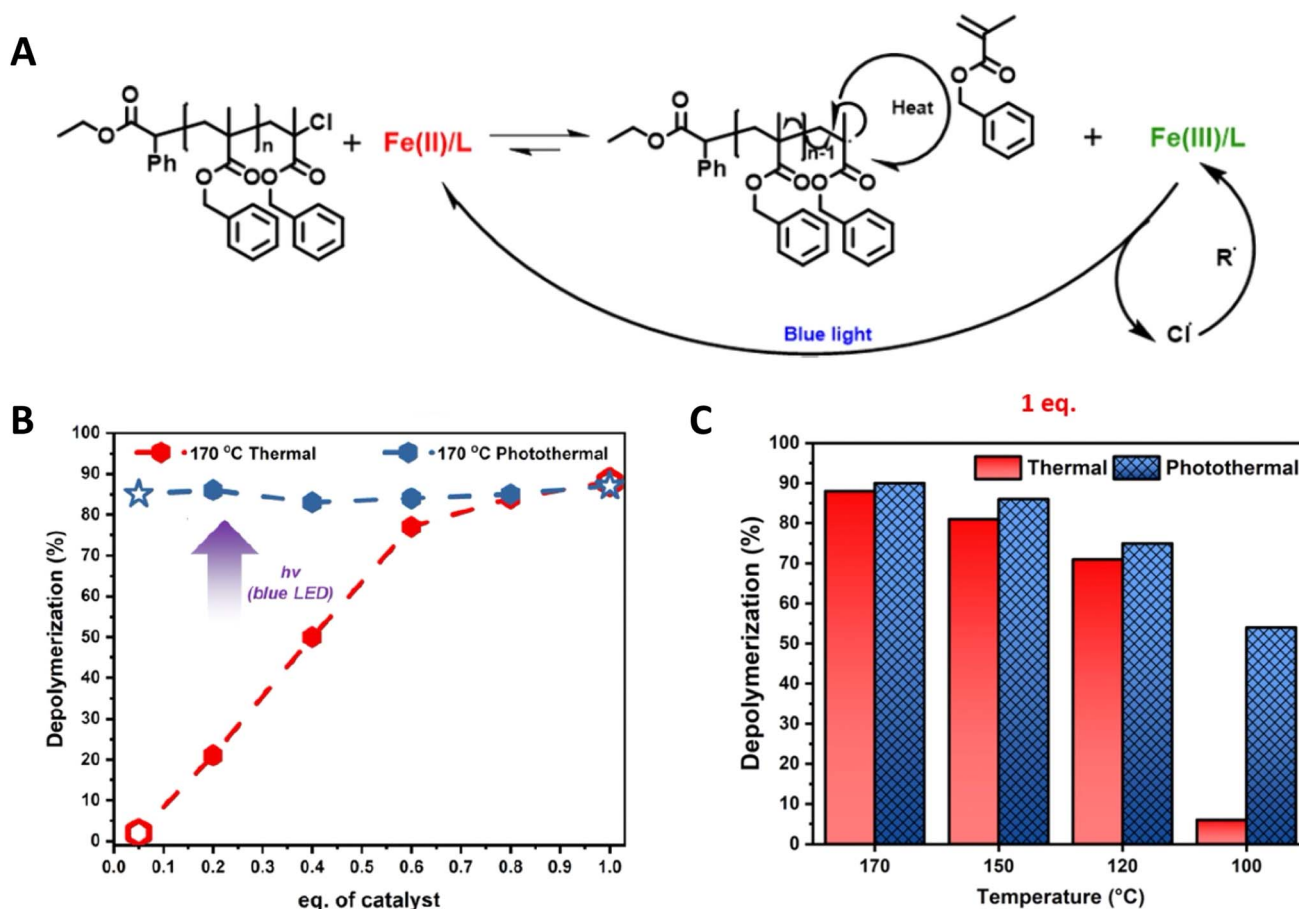 A
O
O
Cl
n
Ph
O
O
O
O
+
Fe(II)/L
O
O
n-1
Ph
O
O
O
O
Heat
O
O
+
Fe(III)/L
R·
Cl·
Blue light
B
170 °C Thermal
170 °C Photothermal
hv
(blue LED)
Depolymerization (%)
100
90
80
70
60
50
40
30
20
10
0
0.0 0.1 0.2 0.3 0.4 0.5 0.6 0.7 0.8 0.9 1.0
eq. of catalyst
C
1 eq.
Thermal
Photothermal
Depolymerization (%)
100
90
80
70
60
50
40
30
20
10
0
170 150 120 100
Temperature (°C)